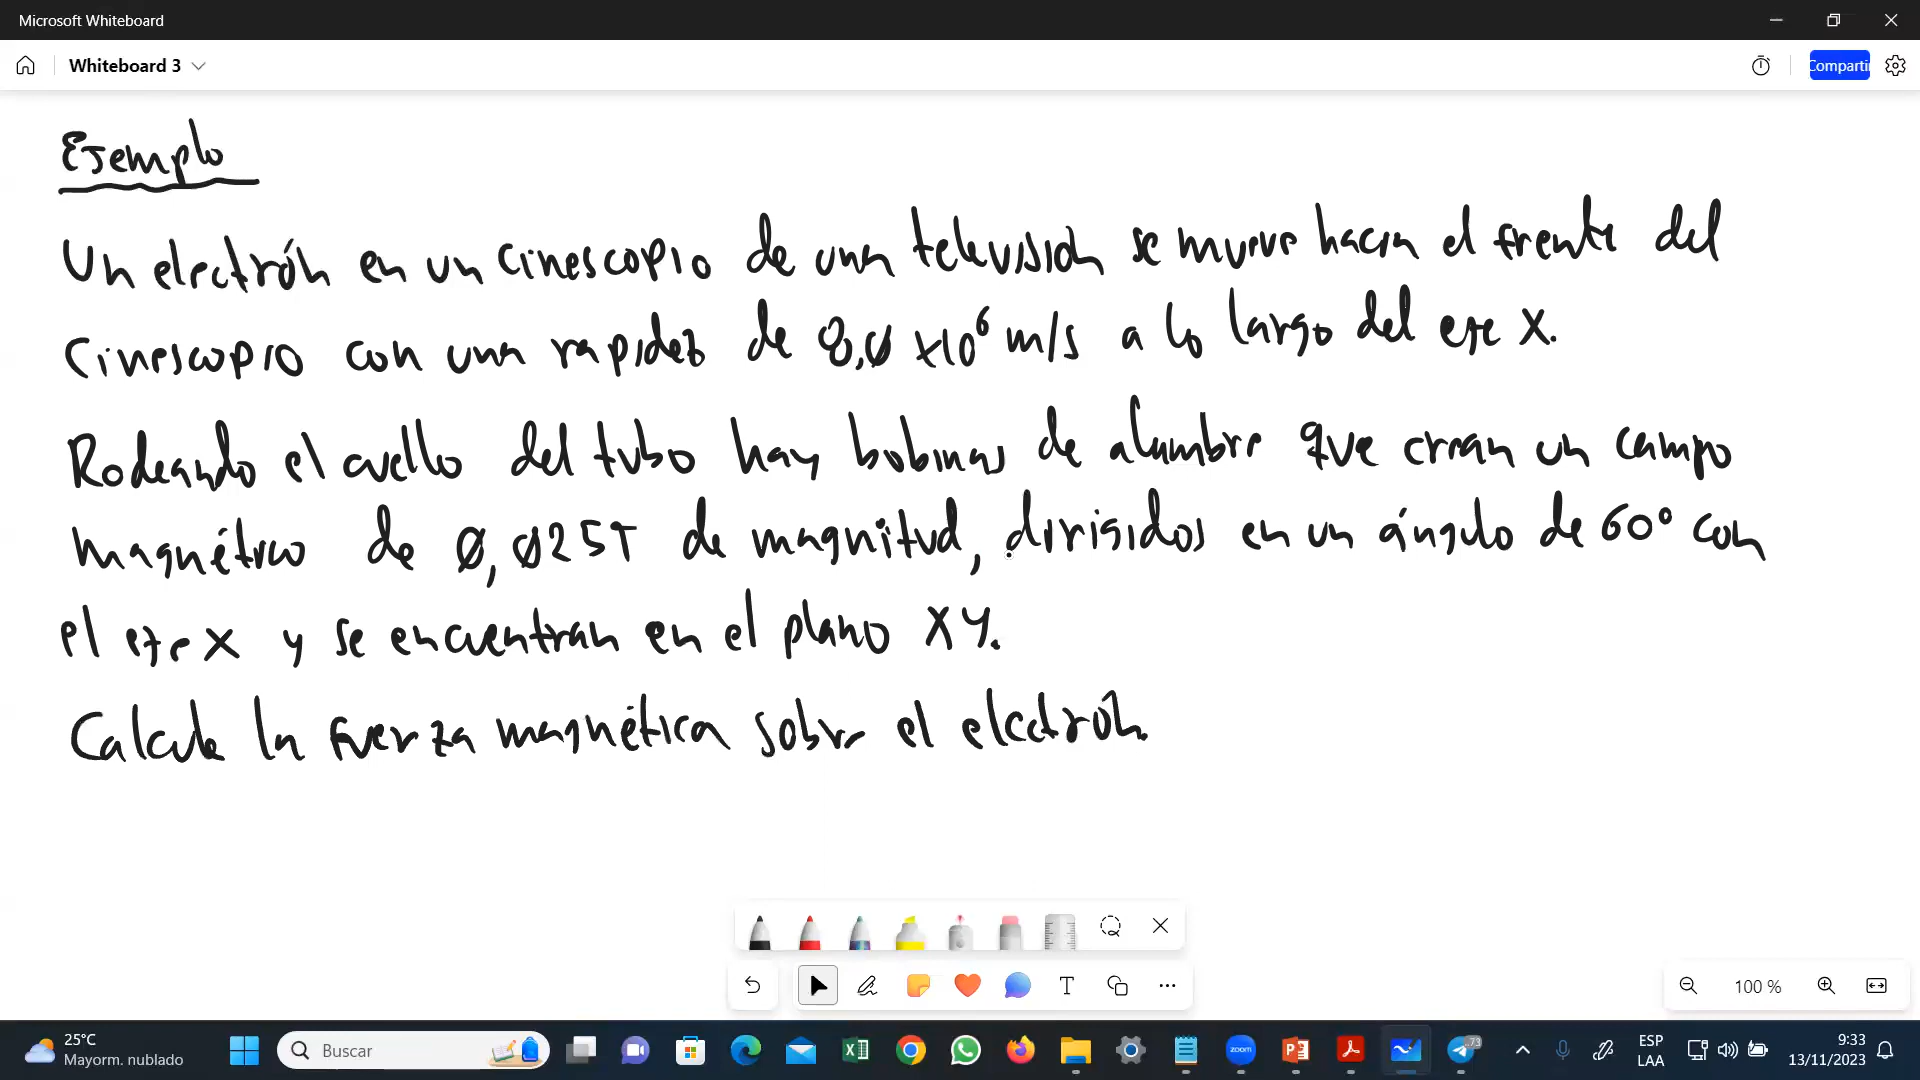 Microsoft Whiteboard
Whiteboard 3
Comparti
Ejemplo
Un electrón en un cinescopio de una televisión se mueve hacia el frente del
cinescopio con una rapidez de 8,0 x10⁶ m/s a lo largo del eje X.
Rodeando el cuello del tubo hay bobinas de alambre que crean un campo
magnético de 0,025T de magnitud, dirigidos en un ángulo de 60° con
el eje X y se encuentran en el plano XY.
Calcule la fuerza magnética sobre el electrón.
T
100 %
25°C
Mayorm. nublado
Buscar
zoom
73
ESP
LAA
9:33
13/11/2023